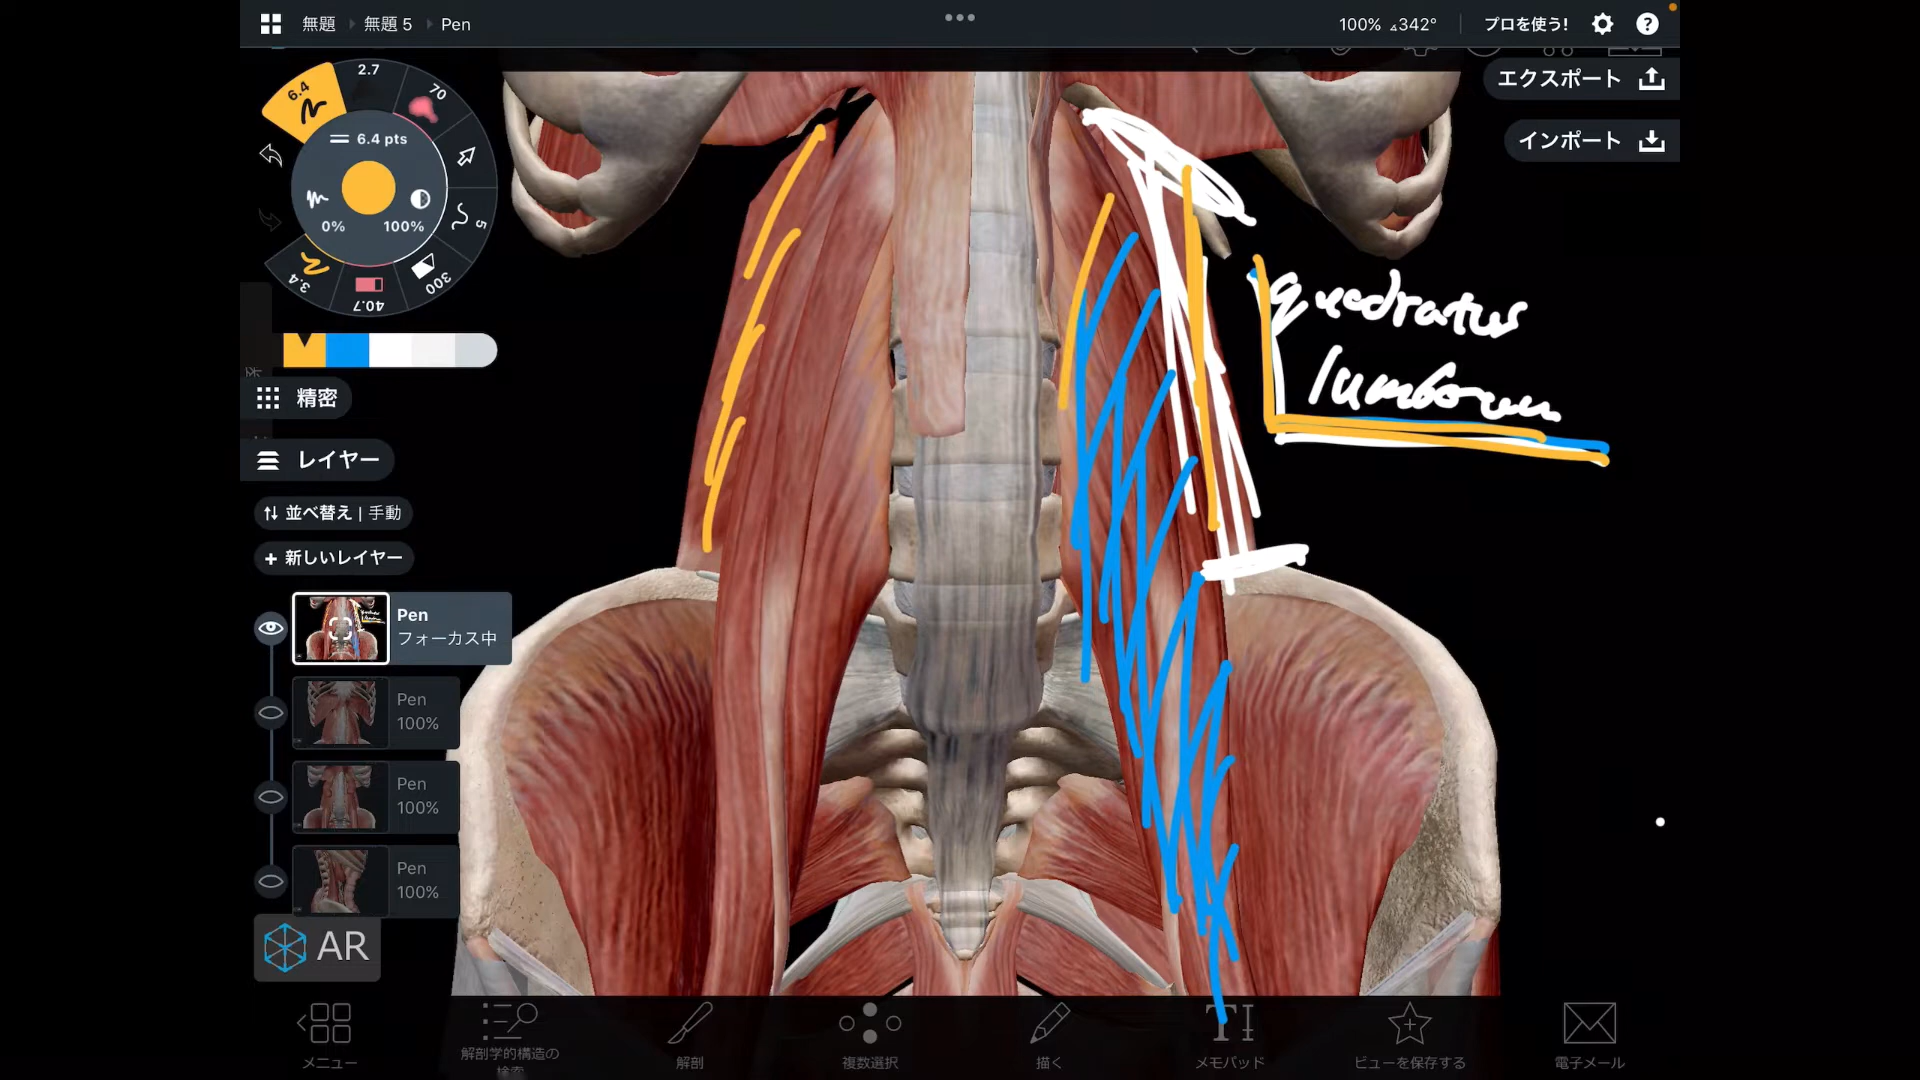 無題 無題 5 Pen
100% 342° プロを使う!
エクスポート
インポート
6.4
2.7
70
6.4 pts
0% 100%
5
300
40.7
3.4
精密
レイヤー
並べ替え | 手動
新しいレイヤー
Pen
フォーカス中
Pen
100%
Pen
100%
Pen
100%
AR
quadratus
lumborum
メニュー
解剖学的構造の
検索
解剖
複数選択
描く
メモパッド
ビューを保存する
電子メール